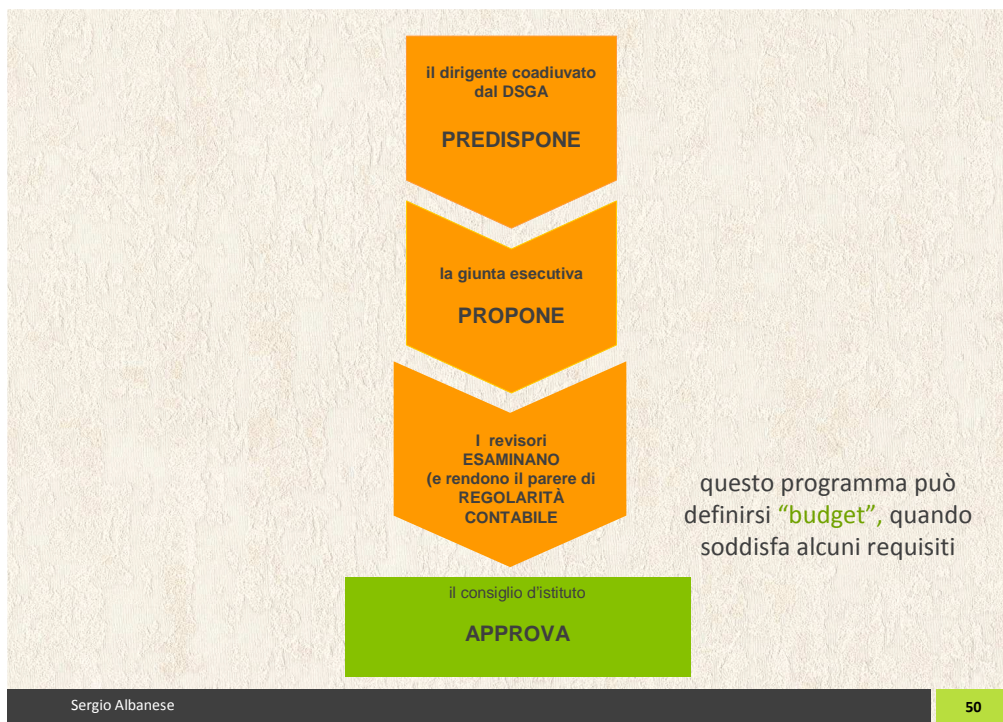 il dirigente coadiuvato
dal DSGA
PREDISPONE
la giunta esecutiva
PROPONE
I revisori
ESAMINANO
(e rendono il parere di
REGOLARITÀ
CONTABILE
questo programma può
definirsi “budget”, quando
soddisfa alcuni requisiti
il consiglio d'istituto
APPROVA
Sergio Albanese
50